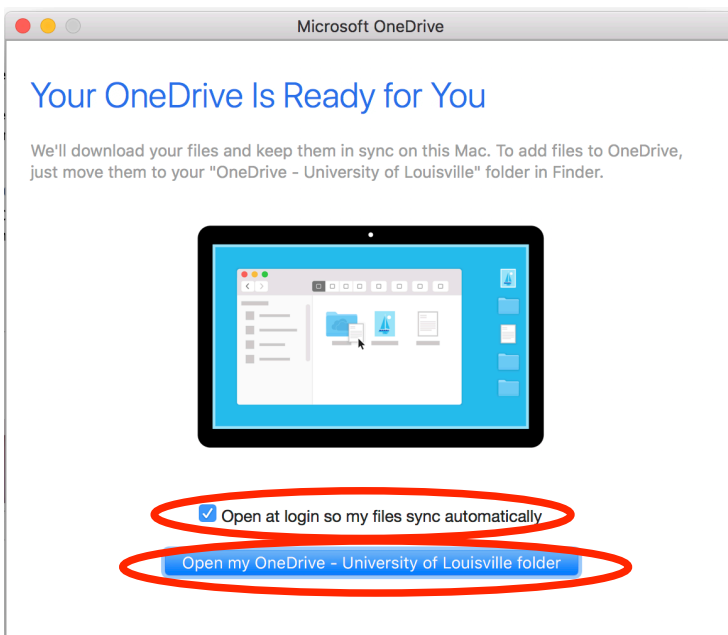 Microsoft OneDrive
Your OneDrive Is Ready for You
We'll download your files and keep them in sync on this Mac. To add files to OneDrive,
just move them to your "OneDrive - University of Louisville" folder in Finder.
Open at login so my files sync automatically
Open my OneDrive - University of Louisville folder